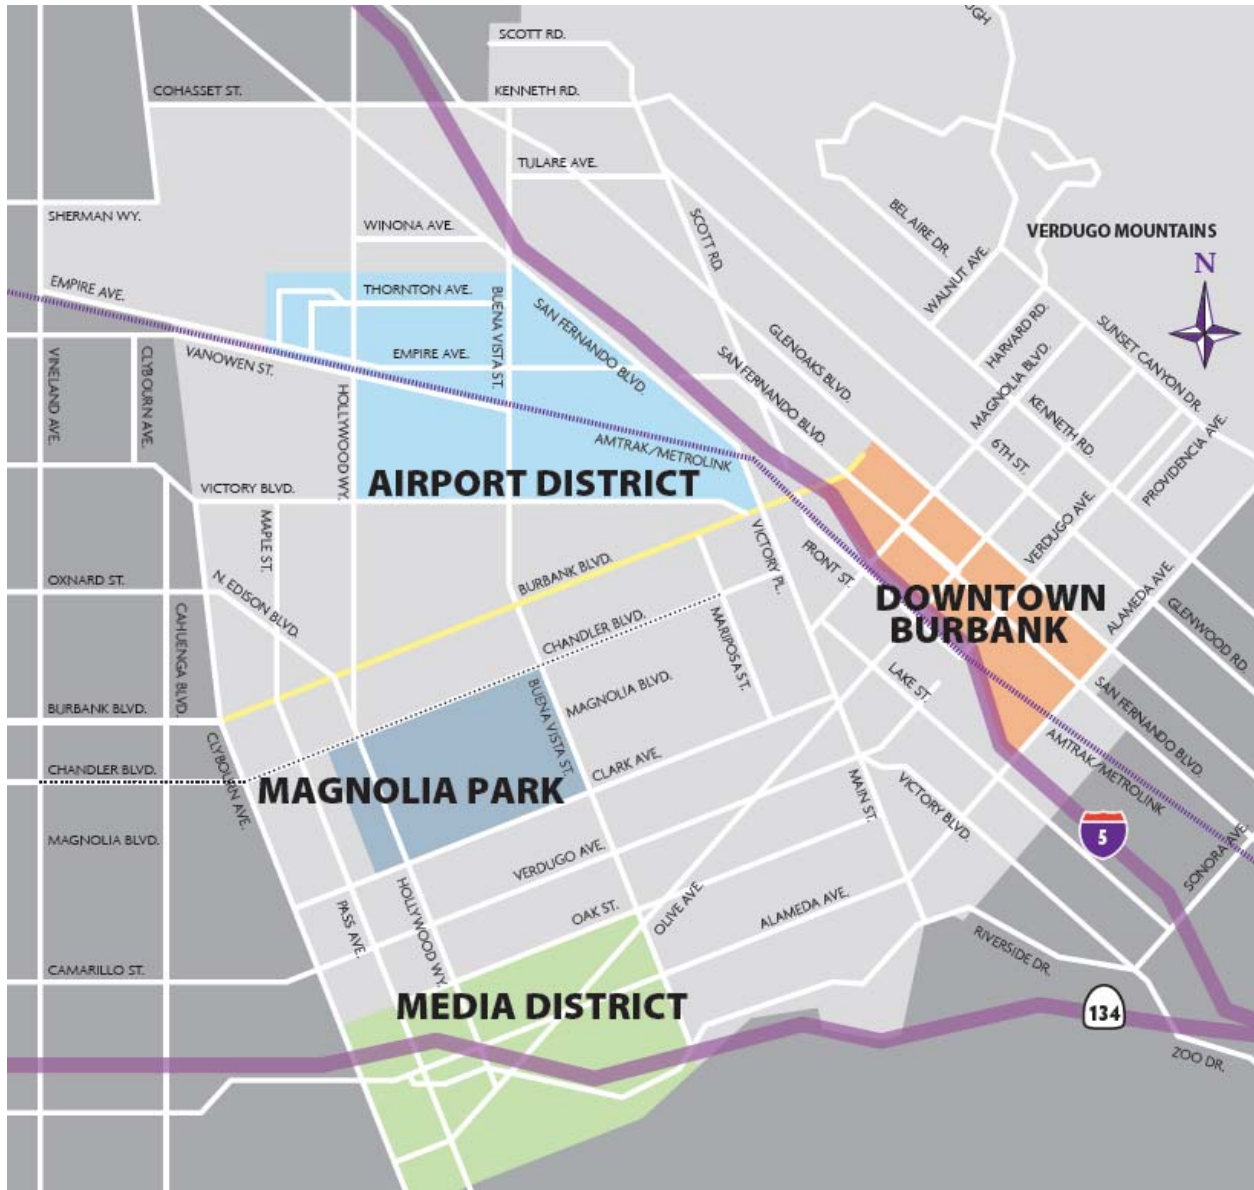 UGH
SCOTT RD.
COHASSET ST.
KENNETH RD.
TULARE AVE.
SHERMAN WY.
WINONA AVE.
SCOTT RD.
BEL AIRE DR.
VERDUGO MOUNTAINS
N
WALNUT AVE.
EMPIRE AVE.
THORNTON AVE.
BUENA VISTA ST.
SAN FERNANDO BLVD.
HARVARD RD.
SUNSET CANYON DR.
VINELAND AVE.
CLYBOURN AVE.
VANOWEN ST.
EMPIRE AVE.
SAN FERNANDO BLVD.
GLENOAKS BLVD.
MAGNOLIA BLVD.
HOLLYWOOD WY.
KENNETH RD.
PROVIDENCIA AVE.
AMTRAK/METROLINK
6TH ST.
AIRPORT DISTRICT
VICTORY BLVD.
MAPLE ST.
VERDUGO AVE.
VICTORY PL.
FRONT ST.
OXNARD ST.
N. EDISON BLVD.
BURBANK BLVD.
DOWNTOWN
BURBANK
ALAMEDA AVE.
GLENWOOD RD.
CAHUENGA BLVD.
CHANDLER BLVD.
MARIPOSA ST.
LAKE ST.
BURBANK BLVD.
BUENA VISTA ST.
MAGNOLIA BLVD.
SAN FERNANDO BLVD.
CLYBOURN AVE.
CHANDLER BLVD.
MAGNOLIA PARK
CLARK AVE.
MAIN ST.
VICTORY BLVD.
AMTRAK/METROLINK
5
MAGNOLIA BLVD.
VERDUGO AVE.
SONORA AVE.
PASS AVE.
HOLLYWOOD WY.
OAK ST.
OLIVE AVE.
ALAMEDA AVE.
RIVERSIDE DR.
CAMARILLO ST.
MEDIA DISTRICT
134
ZOO DR.